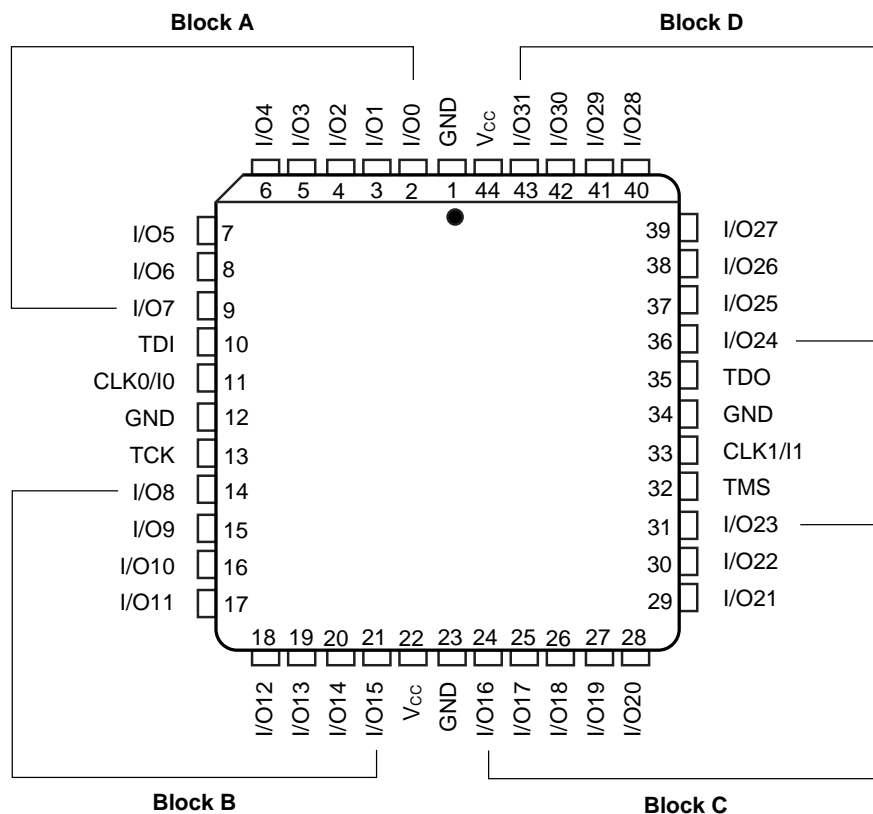 Block A
Block D
I/O4
I/O3
I/O2
I/O1
I/O0
GND
VCC
I/O31
I/O30
I/O29
I/O28
6 5 4 3 2 1 44 43 42 41 40
I/O5 7
I/O6 8
I/O7 9
TDI 10
CLK0/I0 11
GND 12
TCK 13
I/O8 14
I/O9 15
I/O10 16
I/O11 17
39 I/O27
38 I/O26
37 I/O25
36 I/O24
35 TDO
34 GND
33 CLK1/I1
32 TMS
31 I/O23
30 I/O22
29 I/O21
18 19 20 21 22 23 24 25 26 27 28
I/O12
I/O13
I/O14
I/O15
VCC
GND
I/O16
I/O17
I/O18
I/O19
I/O20
Block B
Block C